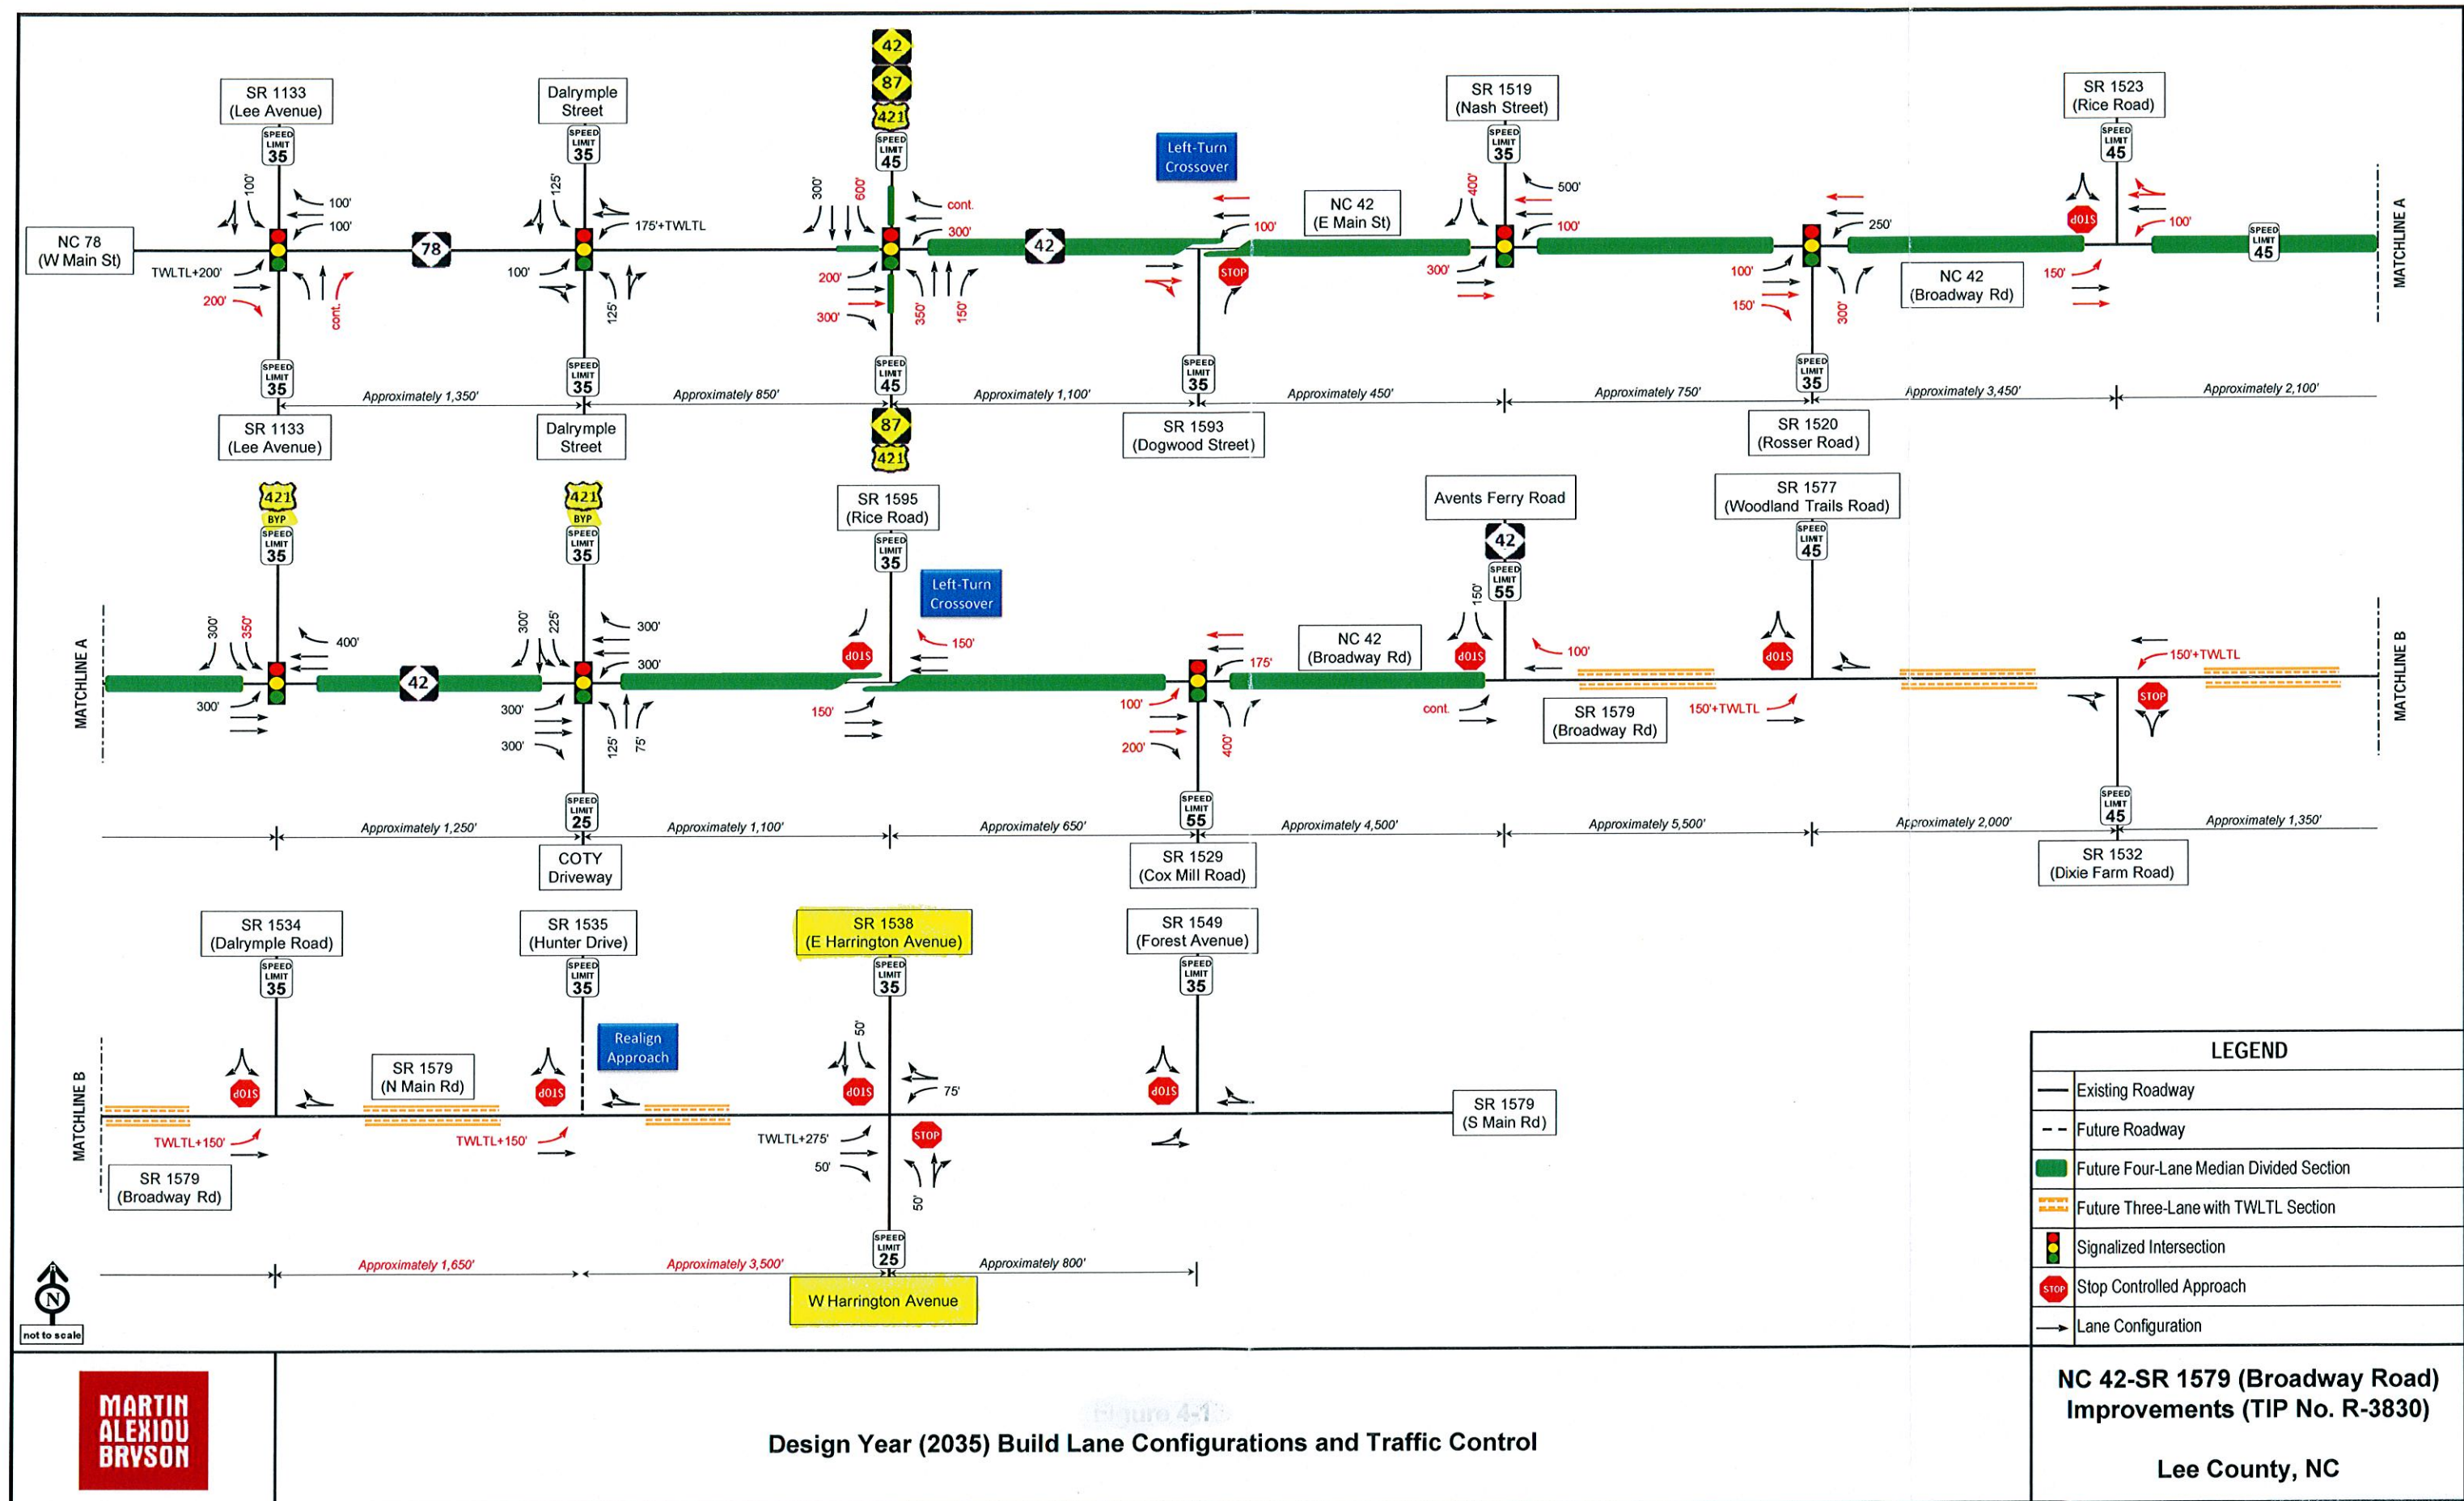 42
87
421
SR 1133
(Lee Avenue)
SPEED
LIMIT
35
Dalrymple
Street
SPEED
LIMIT
35
SPEED
LIMIT
45
Left-Turn
Crossover
SR 1519
(Nash Street)
SPEED
LIMIT
35
SR 1523
(Rice Road)
SPEED
LIMIT
45
100'
100'
100'
125'
175'+TWLTL
300'
600'
cont.
300'
100'
NC 42
(E Main St)
400'
500'
100'
250'
STOP
100'
MATCHLINE A
NC 78
(W Main St)
78
42
SPEED
LIMIT
45
TWLTL+200'
200'
cont.
100'
125'
200'
300'
350'
150'
STOP
300'
100'
150'
300'
NC 42
(Broadway Rd)
150'
SPEED
LIMIT
35
SPEED
LIMIT
35
SPEED
LIMIT
45
SPEED
LIMIT
35
SPEED
LIMIT
35
Approximately 1,350'
Approximately 850'
Approximately 1,100'
Approximately 450'
Approximately 750'
Approximately 3,450'
Approximately 2,100'
SR 1133
(Lee Avenue)
Dalrymple
Street
87
421
SR 1593
(Dogwood Street)
SR 1520
(Rosser Road)
421
BYP
SPEED
LIMIT
35
421
BYP
SPEED
LIMIT
35
SR 1595
(Rice Road)
SPEED
LIMIT
35
Left-Turn
Crossover
Avents Ferry Road
42
SPEED
LIMIT
55
SR 1577
(Woodland Trails Road)
SPEED
LIMIT
45
MATCHLINE A
300'
350'
400'
300'
225'
300'
300'
STOP
150'
175'
NC 42
(Broadway Rd)
150'
STOP
100'
STOP
150'+TWLTL
MATCHLINE B
42
300'
300'
300'
125'
75'
150'
100'
200'
400'
cont.
SR 1579
(Broadway Rd)
150'+TWLTL
STOP
SPEED
LIMIT
25
SPEED
LIMIT
55
SPEED
LIMIT
45
Approximately 1,250'
Approximately 1,100'
Approximately 650'
Approximately 4,500'
Approximately 5,500'
Approximately 2,000'
Approximately 1,350'
COTY
Driveway
SR 1529
(Cox Mill Road)
SR 1532
(Dixie Farm Road)
SR 1534
(Dalrymple Road)
SPEED
LIMIT
35
SR 1535
(Hunter Drive)
SPEED
LIMIT
35
SR 1538
(E Harrington Avenue)
SPEED
LIMIT
35
SR 1549
(Forest Avenue)
SPEED
LIMIT
35
MATCHLINE B
STOP
SR 1579
(N Main Rd)
STOP
Realign
Approach
50'
STOP
75'
STOP
SR 1579
(S Main Rd)
TWLTL+150'
SR 1579
(Broadway Rd)
TWLTL+150'
TWLTL+275'
50'
STOP
50'
SPEED
LIMIT
25
Approximately 1,650'
Approximately 3,500'
Approximately 800'
W Harrington Avenue
N
not to scale
LEGEND
Existing Roadway
Future Roadway
Future Four-Lane Median Divided Section
Future Three-Lane with TWLTL Section
Signalized Intersection
STOP
Stop Controlled Approach
Lane Configuration
MARTIN
ALEXIOU
BRYSON
Figure 4-1
Design Year (2035) Build Lane Configurations and Traffic Control
NC 42-SR 1579 (Broadway Road)
Improvements (TIP No. R-3830)
Lee County, NC